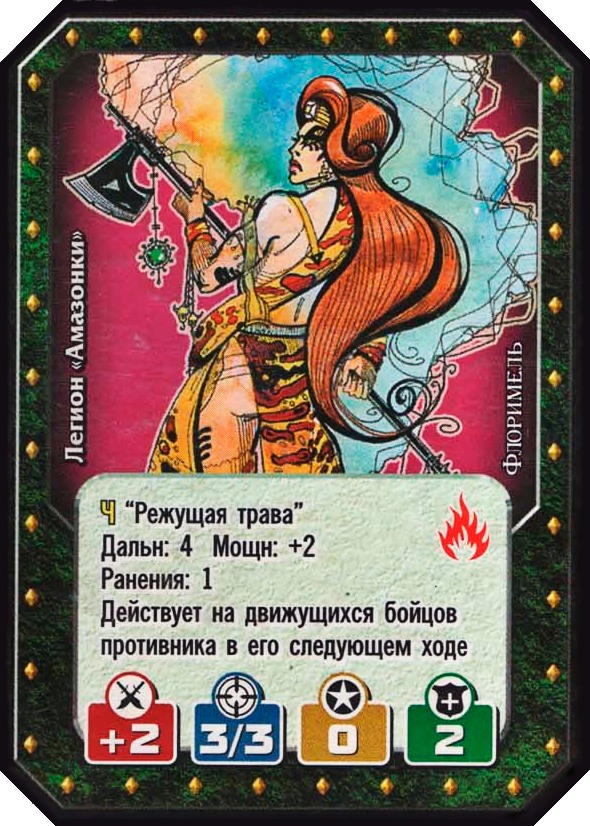 Легион «Амазонки»
Флоримель
Ч "Режущая трава"
Дальн: 4 Мощн: +2
Ранения: 1
Действует на движущихся бойцов
противника в его следующем ходе
+2 3/3 0 2